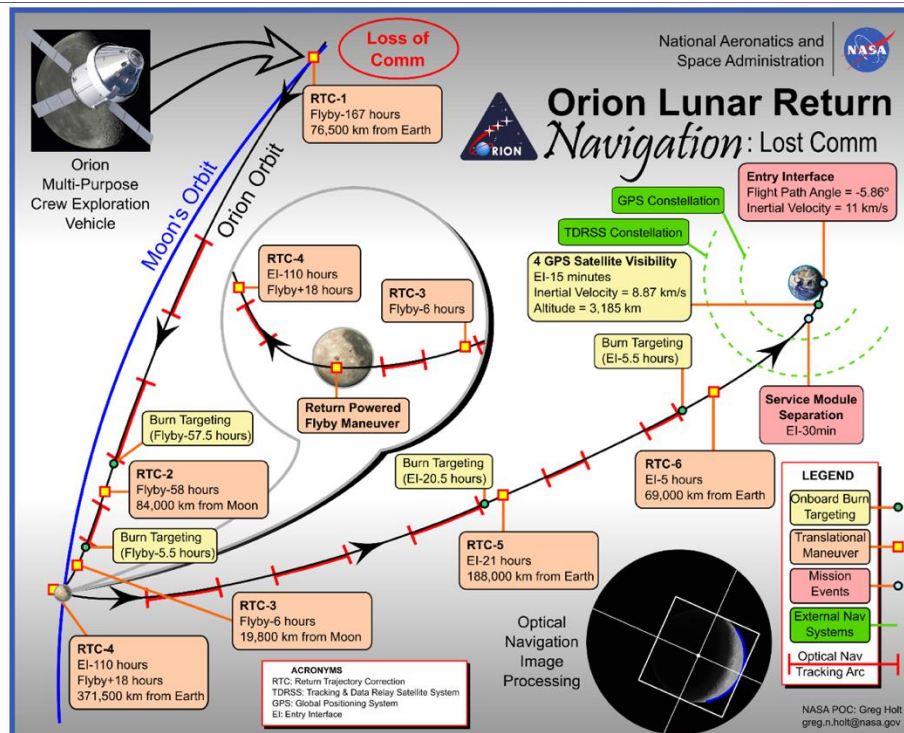 Loss of
Comm
National Aeronatics and
Space Administration
NASA
Orion Lunar Return
Navigation: Lost Comm
ORION
Orion
Multi-Purpose
Crew Exploration
Vehicle
RTC-1
Flyby-167 hours
76,500 km from Earth
Moon's Orbit
Orion Orbit
Entry Interface
Flight Path Angle = -5.86º
Inertial Velocity = 11 km/s
GPS Constellation
TDRSS Constellation
4 GPS Satellite Visibility
EI-15 minutes
Inertial Velocity = 8.87 km/s
Altitude = 3,185 km
RTC-4
EI-110 hours
Flyby+18 hours
RTC-3
Flyby-6 hours
Return Powered
Flyby Maneuver
Burn Targeting
(EI-5.5 hours)
Service Module
Separation
EI-30min
Burn Targeting
(Flyby-57.5 hours)
RTC-2
Flyby-58 hours
84,000 km from Moon
Burn Targeting
(Flyby-5.5 hours)
Burn Targeting
(EI-20.5 hours)
RTC-6
EI-5 hours
69,000 km from Earth
RTC-5
EI-21 hours
188,000 km from Earth
RTC-3
Flyby-6 hours
19,800 km from Moon
RTC-4
EI-110 hours
Flyby+18 hours
371,500 km from Earth
ACRONYMS
RTC: Return Trajectory Correction
TDRSS: Tracking & Data Relay Satellite System
GPS: Global Positioning System
EI: Entry Interface
Optical
Navigation
Image
Processing
LEGEND
Onboard Burn
Targeting
Translational
Maneuver
Mission
Events
External Nav
Systems
Optical Nav
Tracking Arc
NASA POC: Greg Holt
greg.n.holt@nasa.gov